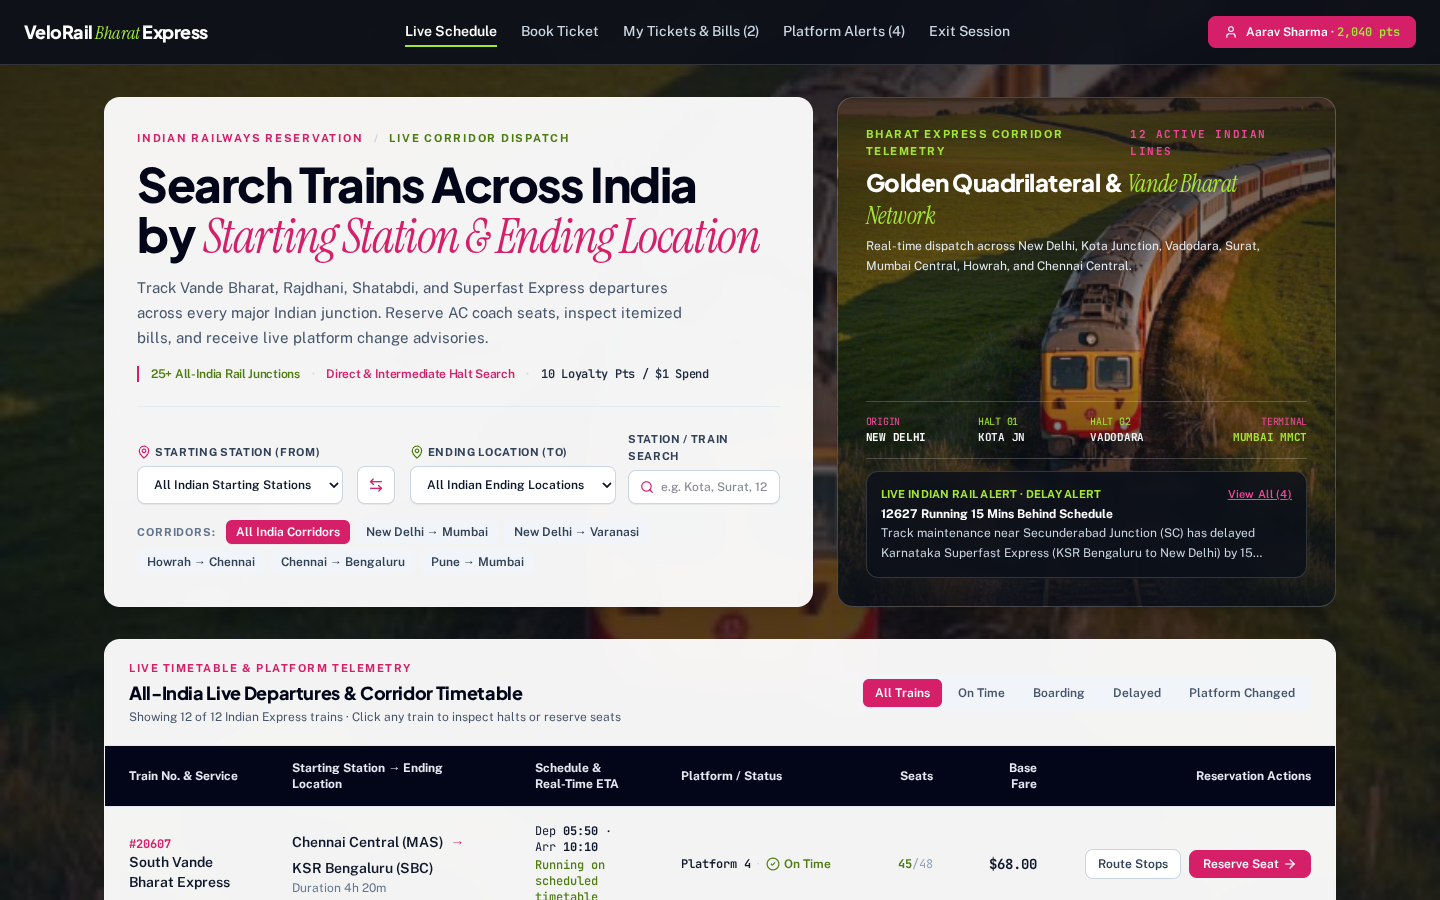 VeloRail Bharat Express
Live Schedule
Book Ticket
My Tickets & Bills (2)
Platform Alerts (4)
Exit Session
Aarav Sharma · 2,040 pts
INDIAN RAILWAYS RESERVATION / LIVE CORRIDOR DISPATCH
Search Trains Across India
by Starting Station & Ending Location
Track Vande Bharat, Rajdhani, Shatabdi, and Superfast Express departures
across every major Indian junction. Reserve AC coach seats, inspect itemized
bills, and receive live platform change advisories.
25+ All-India Rail Junctions · Direct & Intermediate Halt Search · 10 Loyalty Pts / $1 Spend
STARTING STATION (FROM)
All Indian Starting Stations
ENDING LOCATION (TO)
All Indian Ending Locations
STATION / TRAIN
SEARCH
e.g. Kota, Surat, 12
CORRIDORS:
All India Corridors
New Delhi → Mumbai
New Delhi → Varanasi
Howrah → Chennai
Chennai → Bengaluru
Pune → Mumbai
BHARAT EXPRESS CORRIDOR
TELEMETRY
12 ACTIVE INDIAN
LINES
Golden Quadrilateral & Vande Bharat
Network
Real-time dispatch across New Delhi, Kota Junction, Vadodara, Surat,
Mumbai Central, Howrah, and Chennai Central.
ORIGIN
NEW DELHI
HALT 01
KOTA JN
HALT 02
VADODARA
TERMINAL
MUMBAI MMCT
LIVE INDIAN RAIL ALERT · DELAY ALERT
View All (4)
12627 Running 15 Mins Behind Schedule
Track maintenance near Secunderabad Junction (SC) has delayed
Karnataka Superfast Express (KSR Bengaluru to New Delhi) by 15...
LIVE TIMETABLE & PLATFORM TELEMETRY
All-India Live Departures & Corridor Timetable
Showing 12 of 12 Indian Express trains · Click any train to inspect halts or reserve seats
All Trains
On Time
Boarding
Delayed
Platform Changed
Train No. & Service
Starting Station → Ending
Location
Schedule &
Real-Time ETA
Platform / Status
Seats
Base
Fare
Reservation Actions
#20607
South Vande
Bharat Express
Chennai Central (MAS) →
KSR Bengaluru (SBC)
Duration 4h 20m
Dep 05:50 ·
Arr 10:10
Running on
scheduled
timetable
Platform 4 · On Time
45/48
$68.00
Route Stops
Reserve Seat →